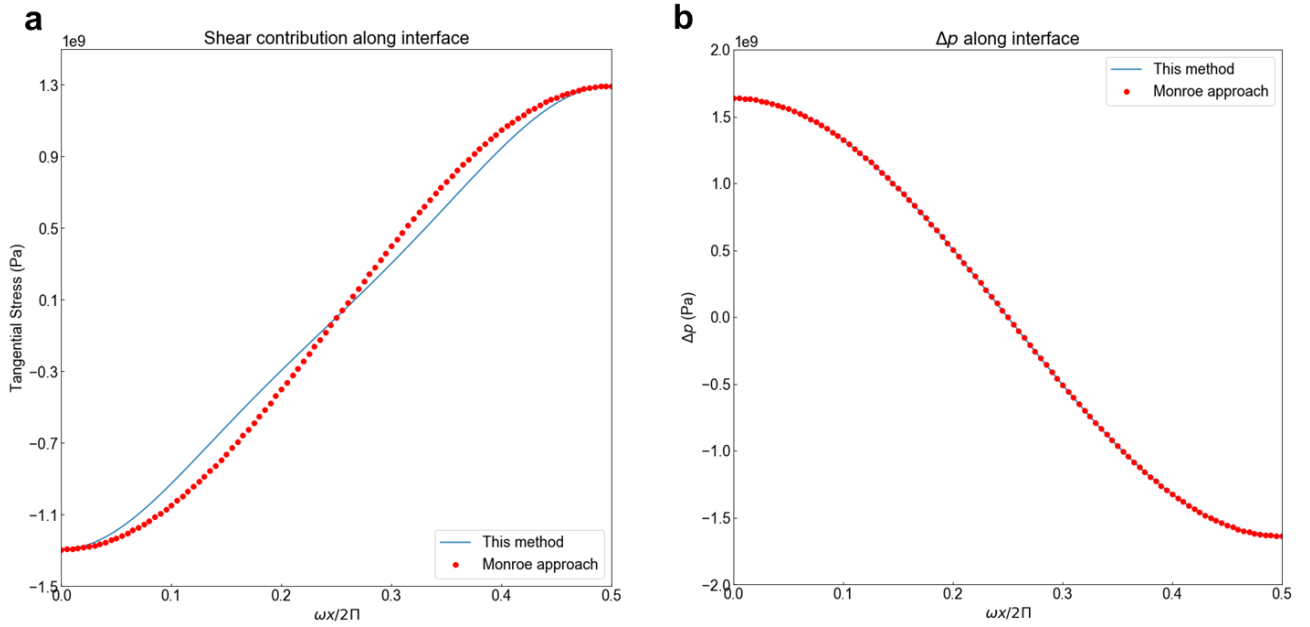 a
Shear contribution along interface
1e9
Tangential Stress (Pa)
1.3
0.9
0.5
0.1
−0.3
−0.7
−1.1
−1.5
0.0
0.1
0.2
0.3
0.4
0.5
ωx/2Π
This method
Monroe approach
b
Δp along interface
1e9
Δp (Pa)
2.0
1.5
1.0
0.5
0.0
−0.5
−1.0
−1.5
−2.0
0.0
0.1
0.2
0.3
0.4
0.5
ωx/2Π
This method
Monroe approach